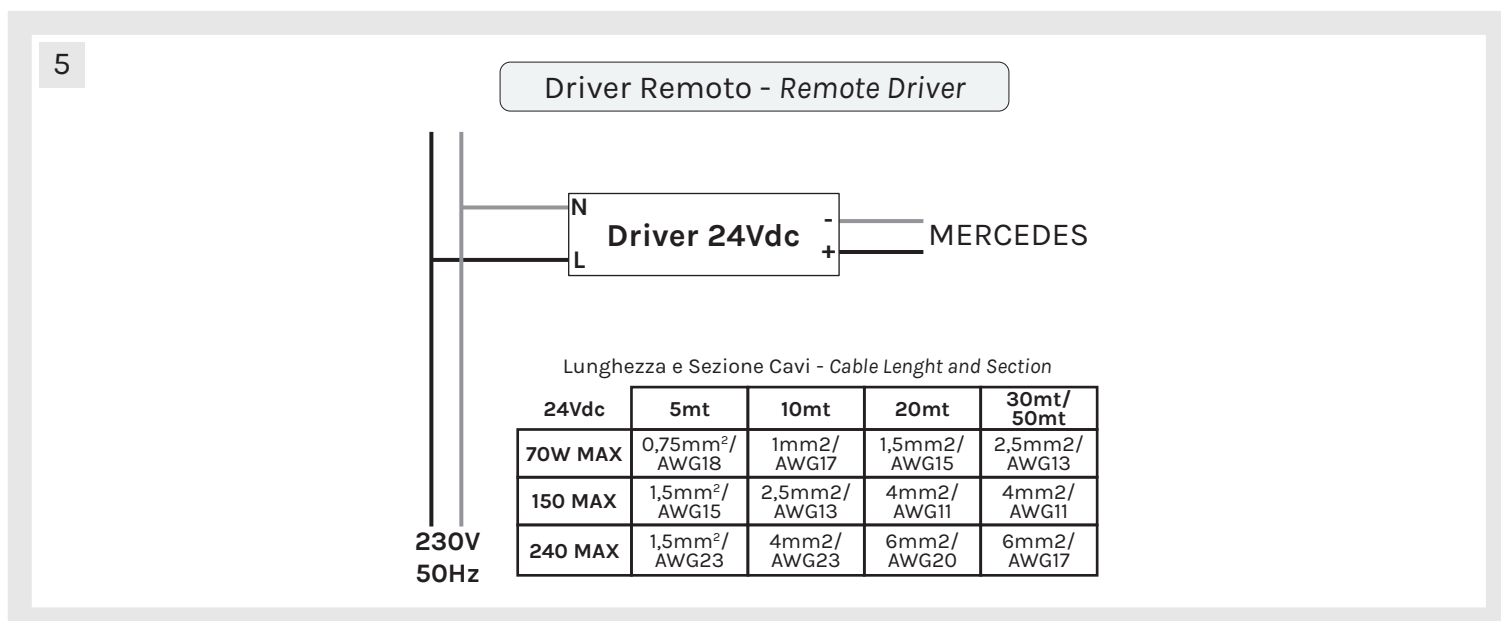 5
Driver Remoto - Remote Driver
N
Driver 24Vdc
-
+
L
MERCEDES
Lunghezza e Sezione Cavi - Cable Lenght and Section
24Vdc 5mt 10mt 20mt 30mt/
50mt
70W MAX 0,75mm²/ 1mm2/ 1,5mm2/ 2,5mm2/
AWG18 AWG17 AWG15 AWG13
150 MAX 1,5mm²/ 2,5mm2/ 4mm2/ 4mm2/
AWG15 AWG13 AWG11 AWG11
240 MAX 1,5mm²/ 4mm2/ 6mm2/ 6mm2/
AWG23 AWG23 AWG20 AWG17
230V
50Hz